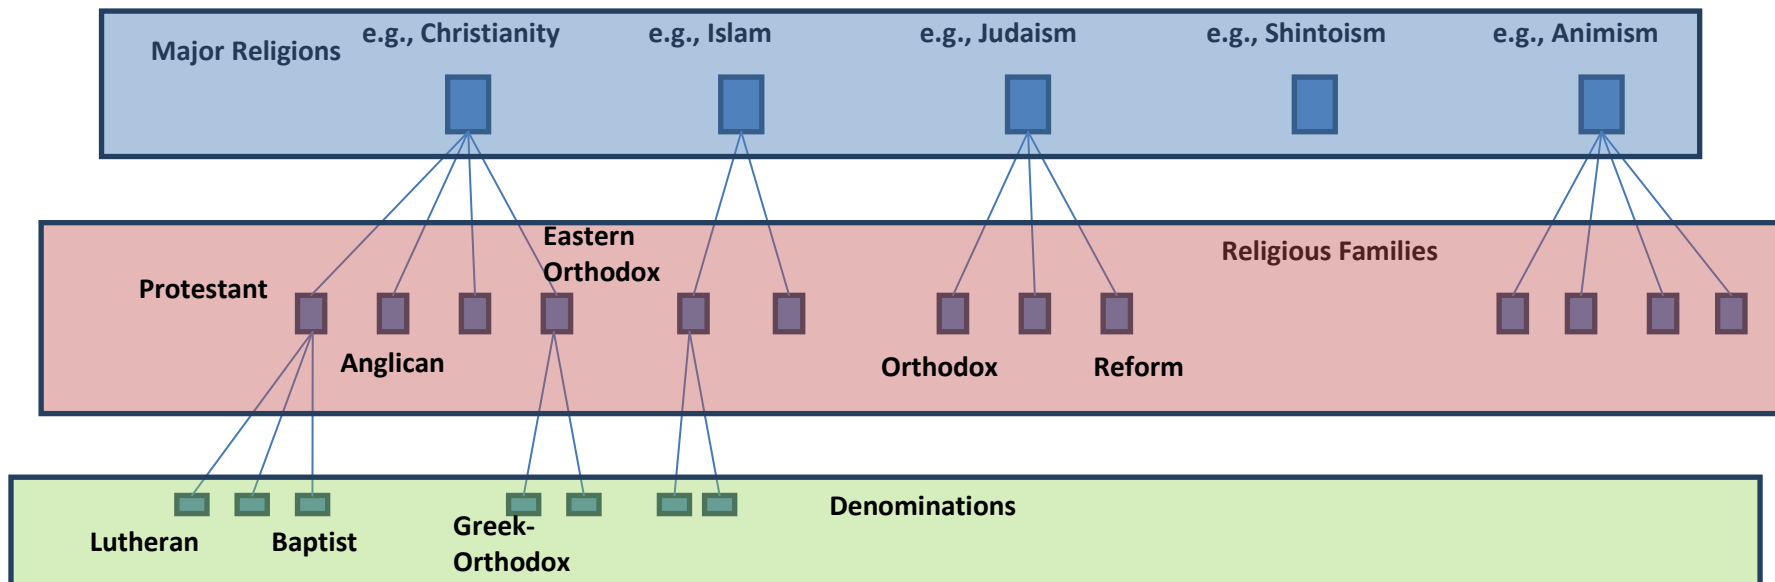 Major Religions
e.g., Christianity
e.g., Islam
e.g., Judaism
e.g., Shintoism
e.g., Animism
Religious Families
Protestant
Anglican
Eastern
Orthodox
Orthodox
Reform
Denominations
Lutheran
Baptist
Greek-
Orthodox